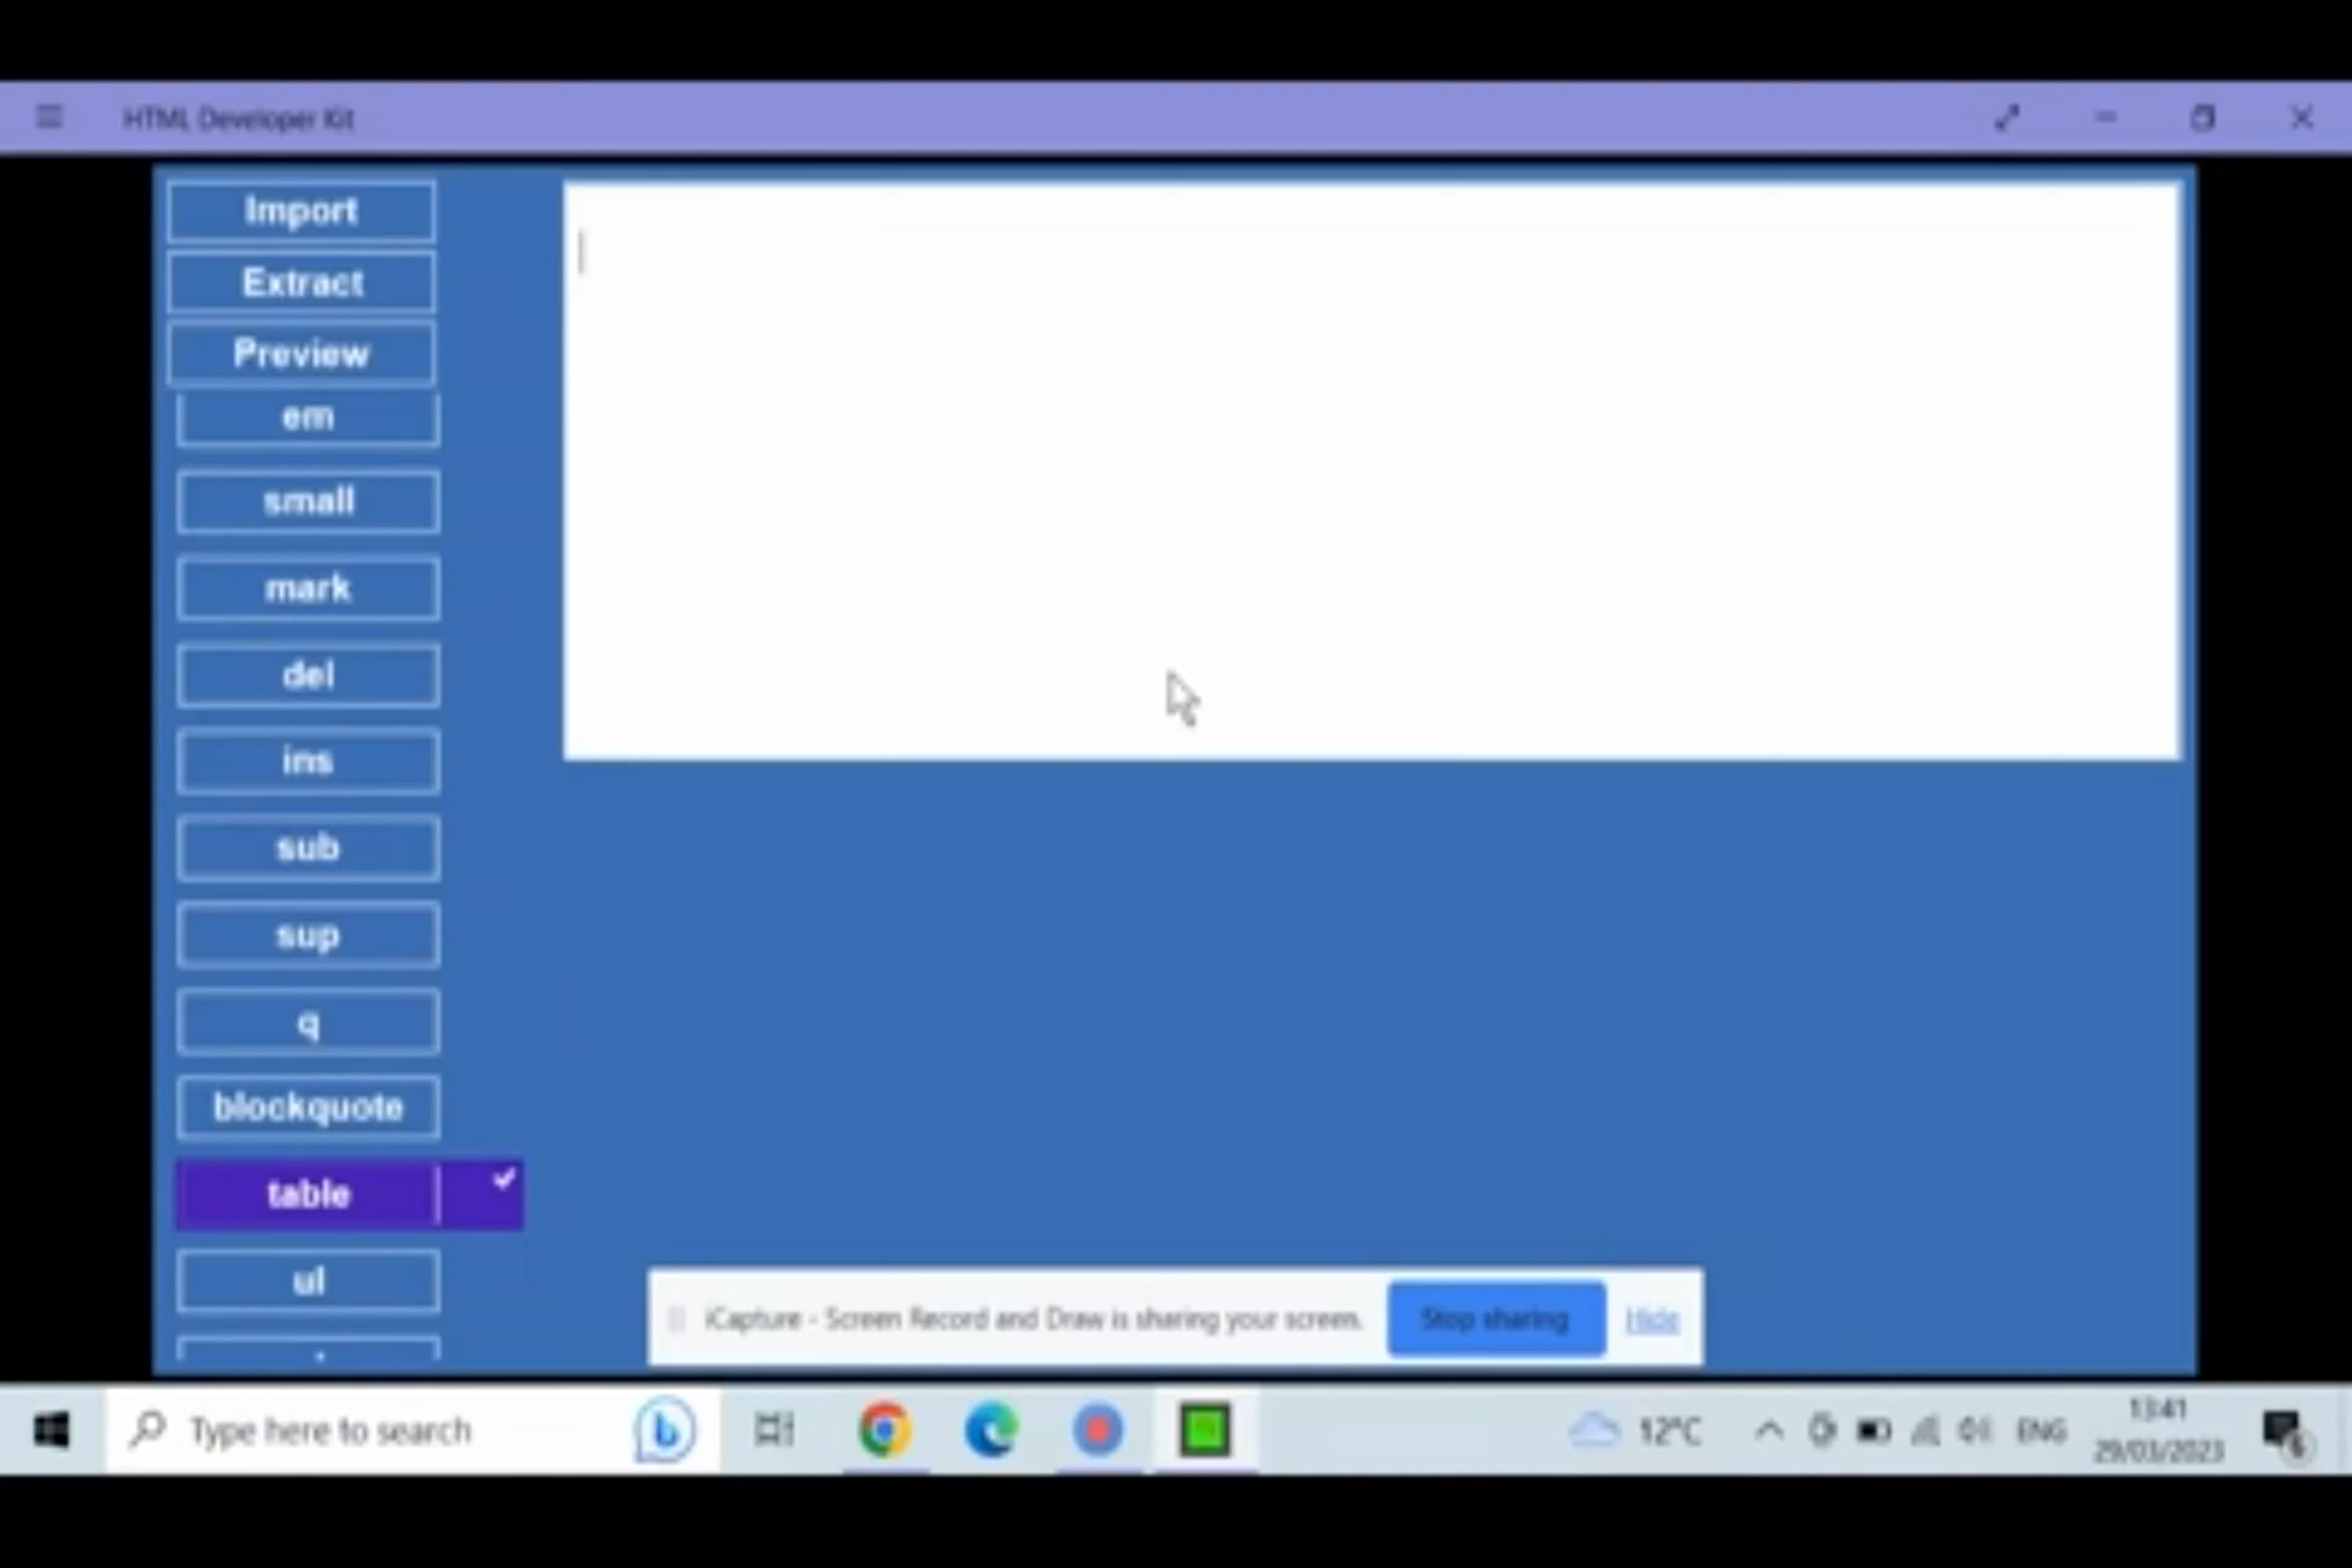 HTML Developer Kit
Import
Extract
Preview
em
small
mark
del
ins
sub
sup
q
blockquote
table
ul
iCapture - Screen Record and Draw is sharing your screen.
Stop sharing
Hide
Type here to search
12°C
ENG
13:41
29/03/2023